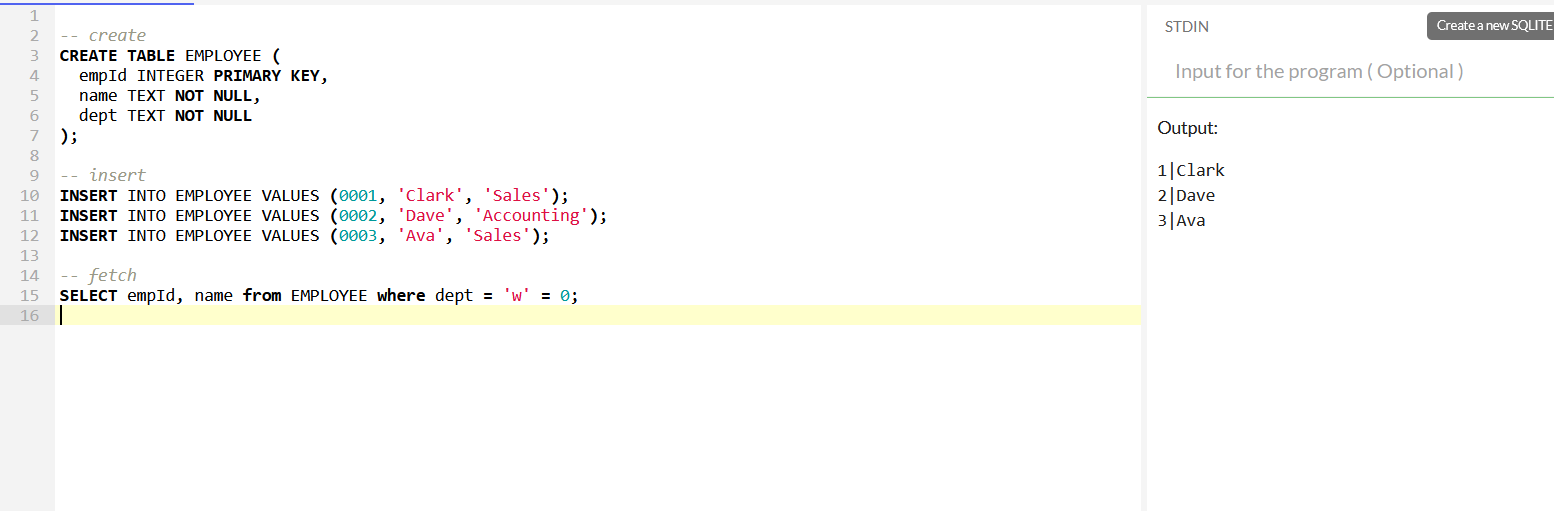 1
2 -- create
3 CREATE TABLE EMPLOYEE (
4 empId INTEGER PRIMARY KEY,
5 name TEXT NOT NULL,
6 dept TEXT NOT NULL
7 );
8
9 -- insert
10 INSERT INTO EMPLOYEE VALUES (0001, 'Clark', 'Sales');
11 INSERT INTO EMPLOYEE VALUES (0002, 'Dave', 'Accounting');
12 INSERT INTO EMPLOYEE VALUES (0003, 'Ava', 'Sales');
13
14 -- fetch
15 SELECT empId, name from EMPLOYEE where dept = 'w' = 0;
16
STDIN
Create a new SQLITE
Input for the program ( Optional )
Output:
1|Clark
2|Dave
3|Ava